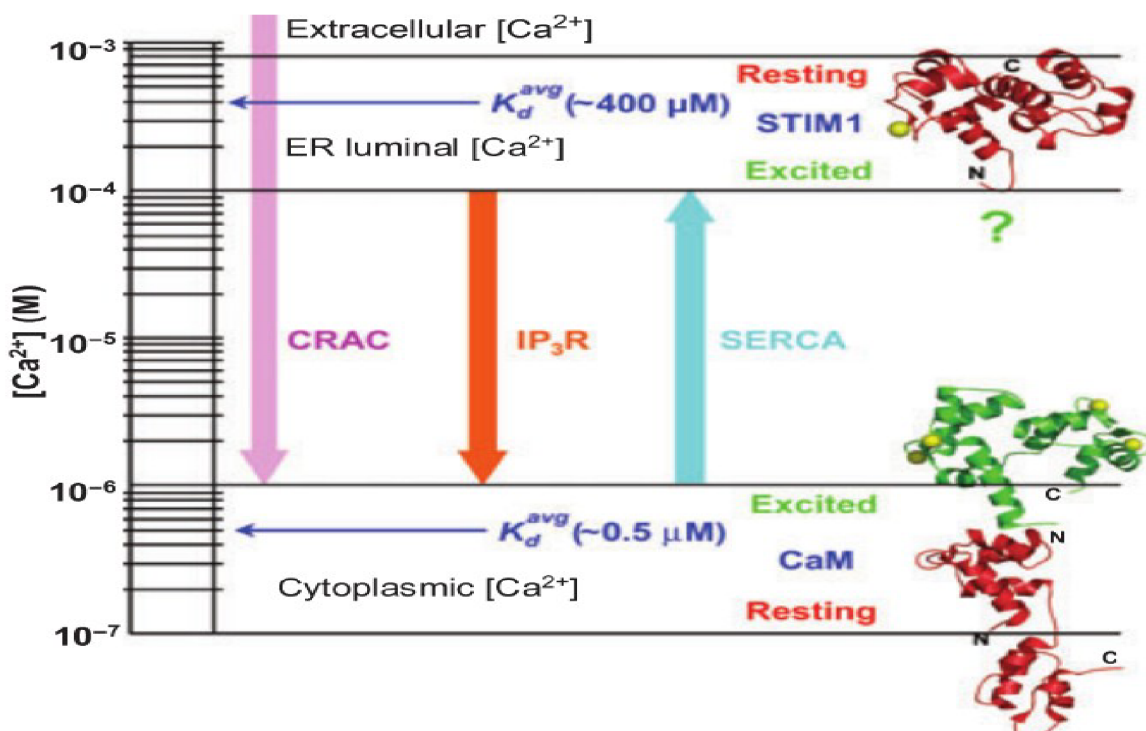 Extracellular [Ca²⁺]
10⁻³
Resting
C
K_d^avg (~400 µM)
STIM1
ER luminal [Ca²⁺]
Excited
N
10⁻⁴
?
[Ca²⁺] (M)
10⁻⁵
CRAC
IP₃R
SERCA
10⁻⁶
Excited
C
K_d^avg (~0.5 µM)
N
CaM
Cytoplasmic [Ca²⁺]
Resting
10⁻⁷
N
C